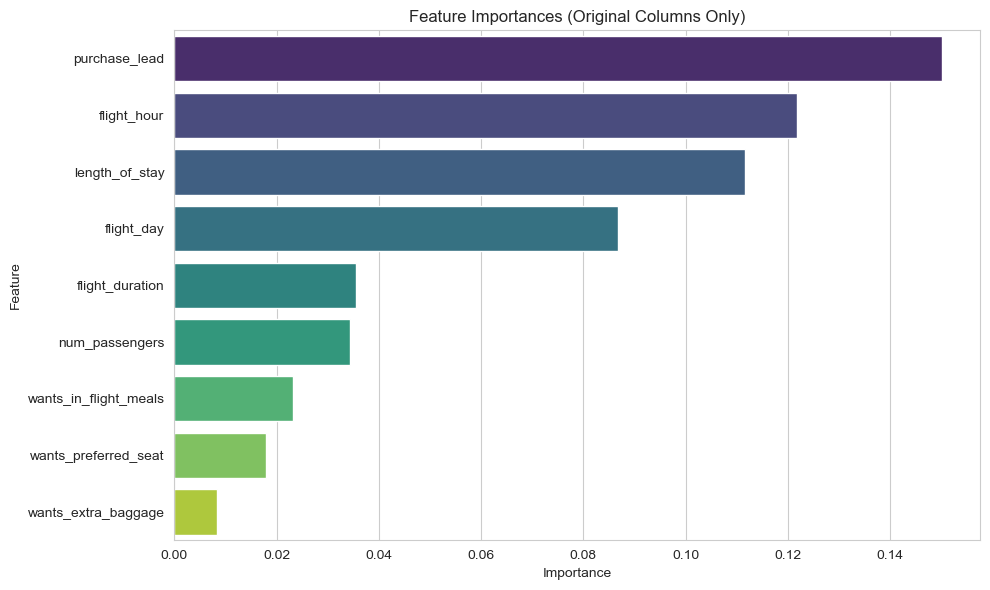 Feature Importances (Original Columns Only)
purchase_lead
flight_hour
length_of_stay
flight_day
flight_duration
num_passengers
wants_in_flight_meals
wants_preferred_seat
wants_extra_baggage
Feature
0.00 0.02 0.04 0.06 0.08 0.10 0.12 0.14
Importance